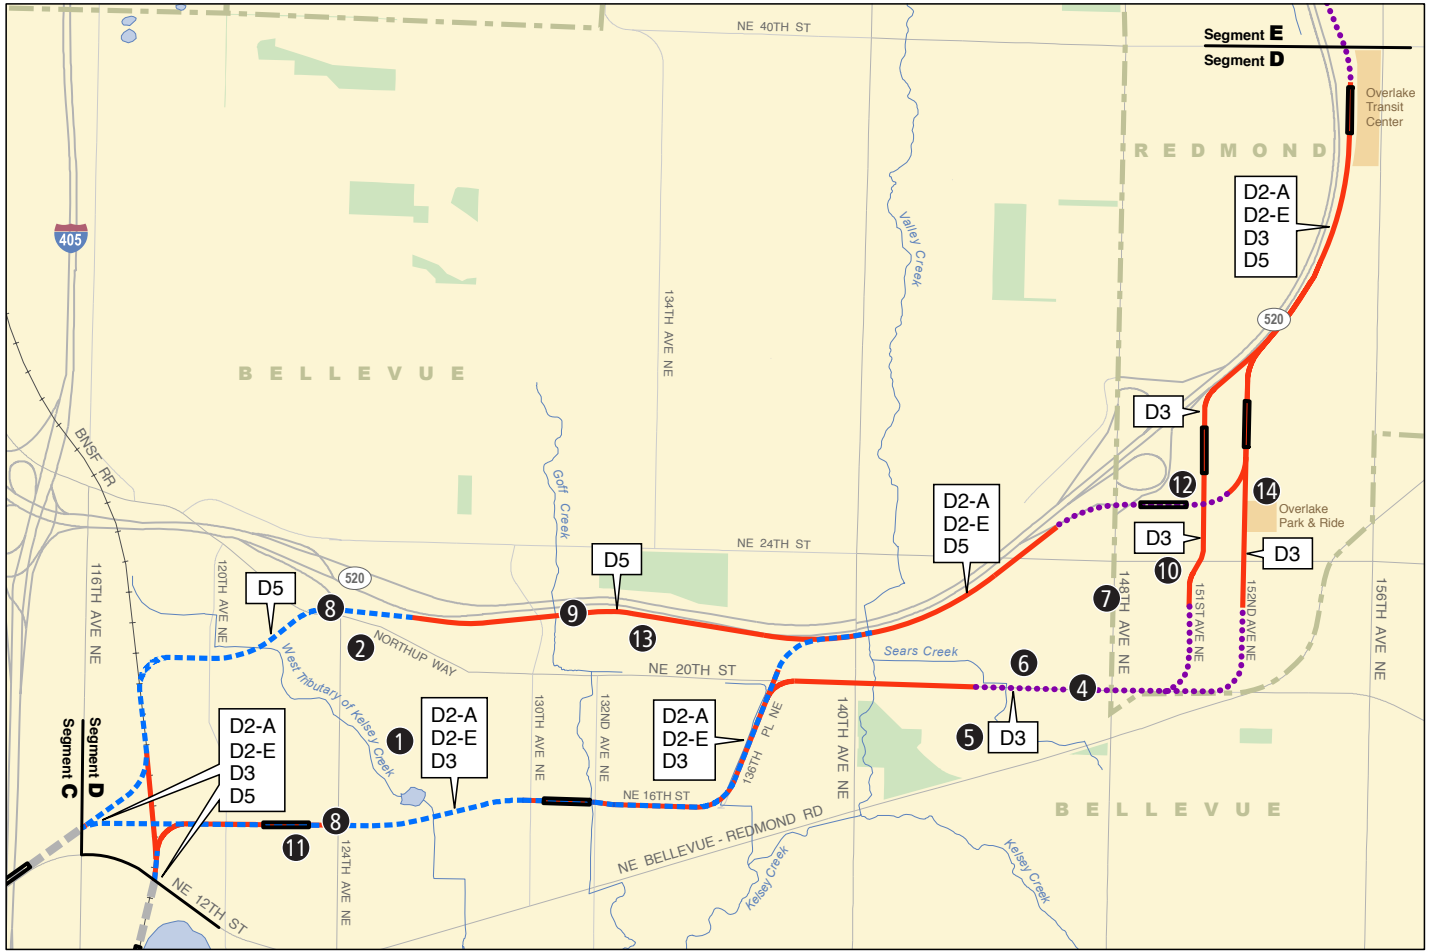 NE 40TH ST
Segment E
Segment D
Overlake
Transit
Center
REDMOND
D2-A
D2-E
D3
D5
405
Valley Creek
134TH AVE NE
520
BELLEVUE
D3
BNSF RR
Goff Creek
12
14
D2-A
D2-E
D5
Overlake
Park & Ride
D3
D3
NE 24TH ST
D5
520
116TH AVE NE
120TH AVE NE
D5
10
7
148TH AVE NE
151ST AVE NE
152ND AVE NE
156TH AVE NE
8
9
13
2
NORTHUP WAY
West Tributary of Kelsey Creek
NE 20TH ST
Sears Creek
6
4
5
D3
Segment C
Segment D
D2-A
D2-E
D3
D5
1
D2-A
D2-E
D3
130TH AVE NE
132ND AVE NE
D2-A
D2-E
D3
136TH PL NE
140TH AVE NE
NE 16TH ST
8
11
124TH AVE NE
NE BELLEVUE - REDMOND RD
BELLEVUE
NE 12TH ST
Kelsey Creek
Kelsey Creek